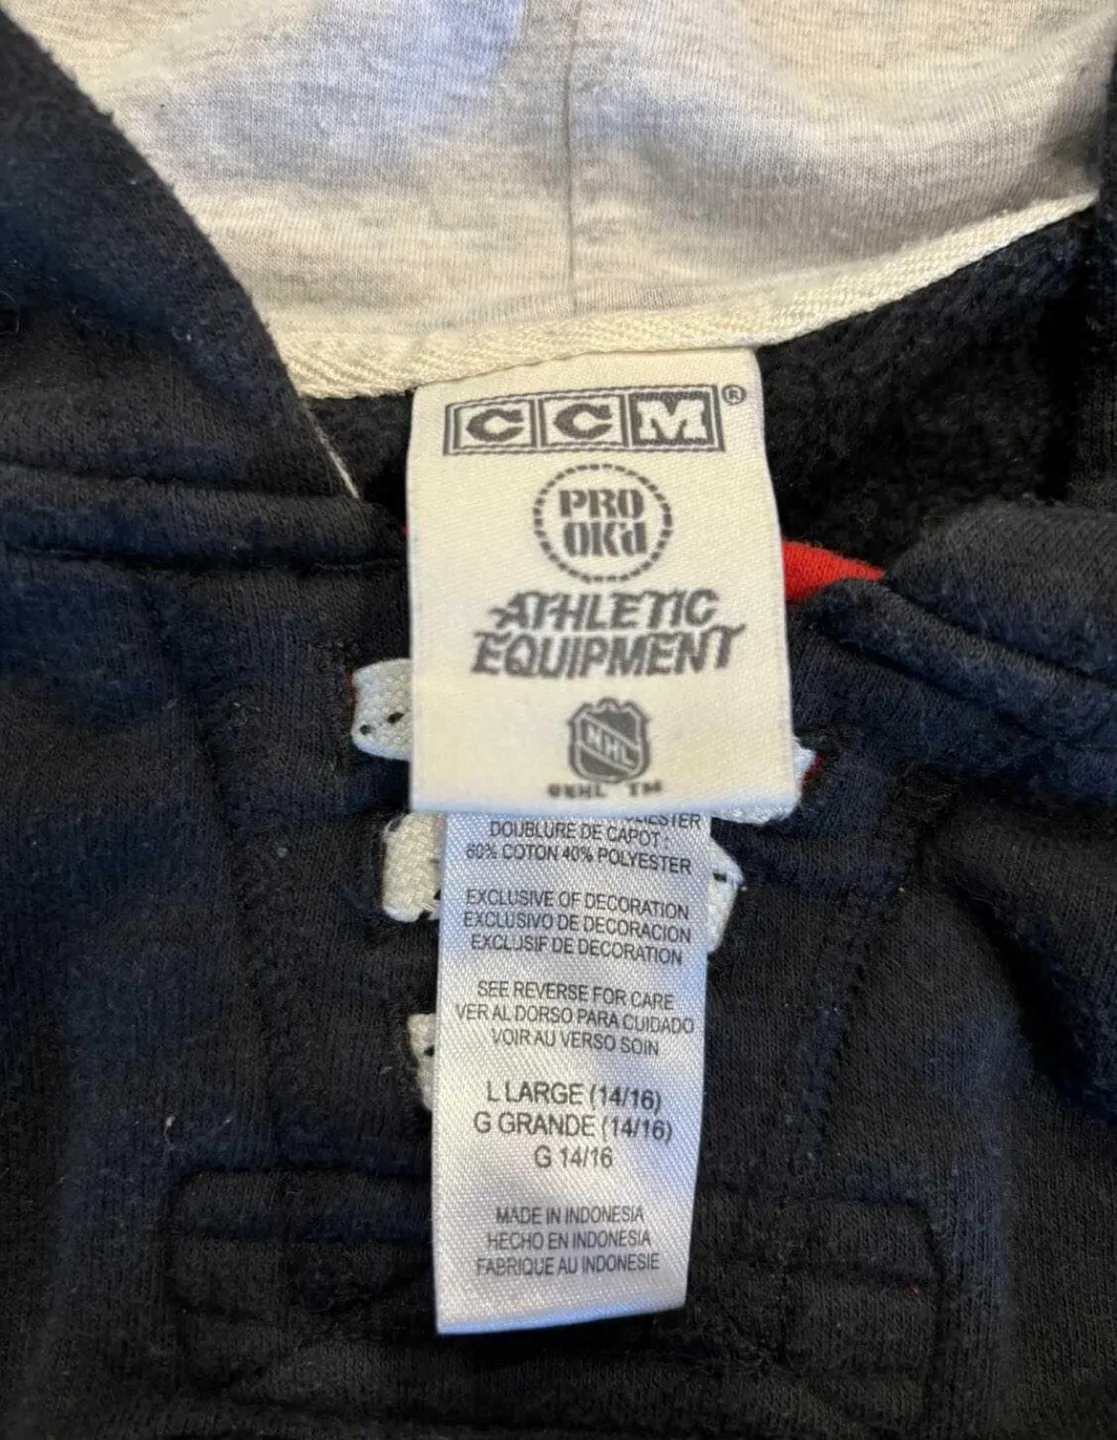 CCM®
PRO
OK'd
ATHLETIC
EQUIPMENT
NHL
©NHL TM
DOUBLURE DE CAPOT :
60% COTON 40% POLYESTER
EXCLUSIVE OF DECORATION
EXCLUSIVO DE DECORACION
EXCLUSIF DE DECORATION
SEE REVERSE FOR CARE
VER AL DORSO PARA CUIDADO
VOIR AU VERSO SOIN
L LARGE (14/16)
G GRANDE (14/16)
G 14/16
MADE IN INDONESIA
HECHO EN INDONESIA
FABRIQUE AU INDONESIE